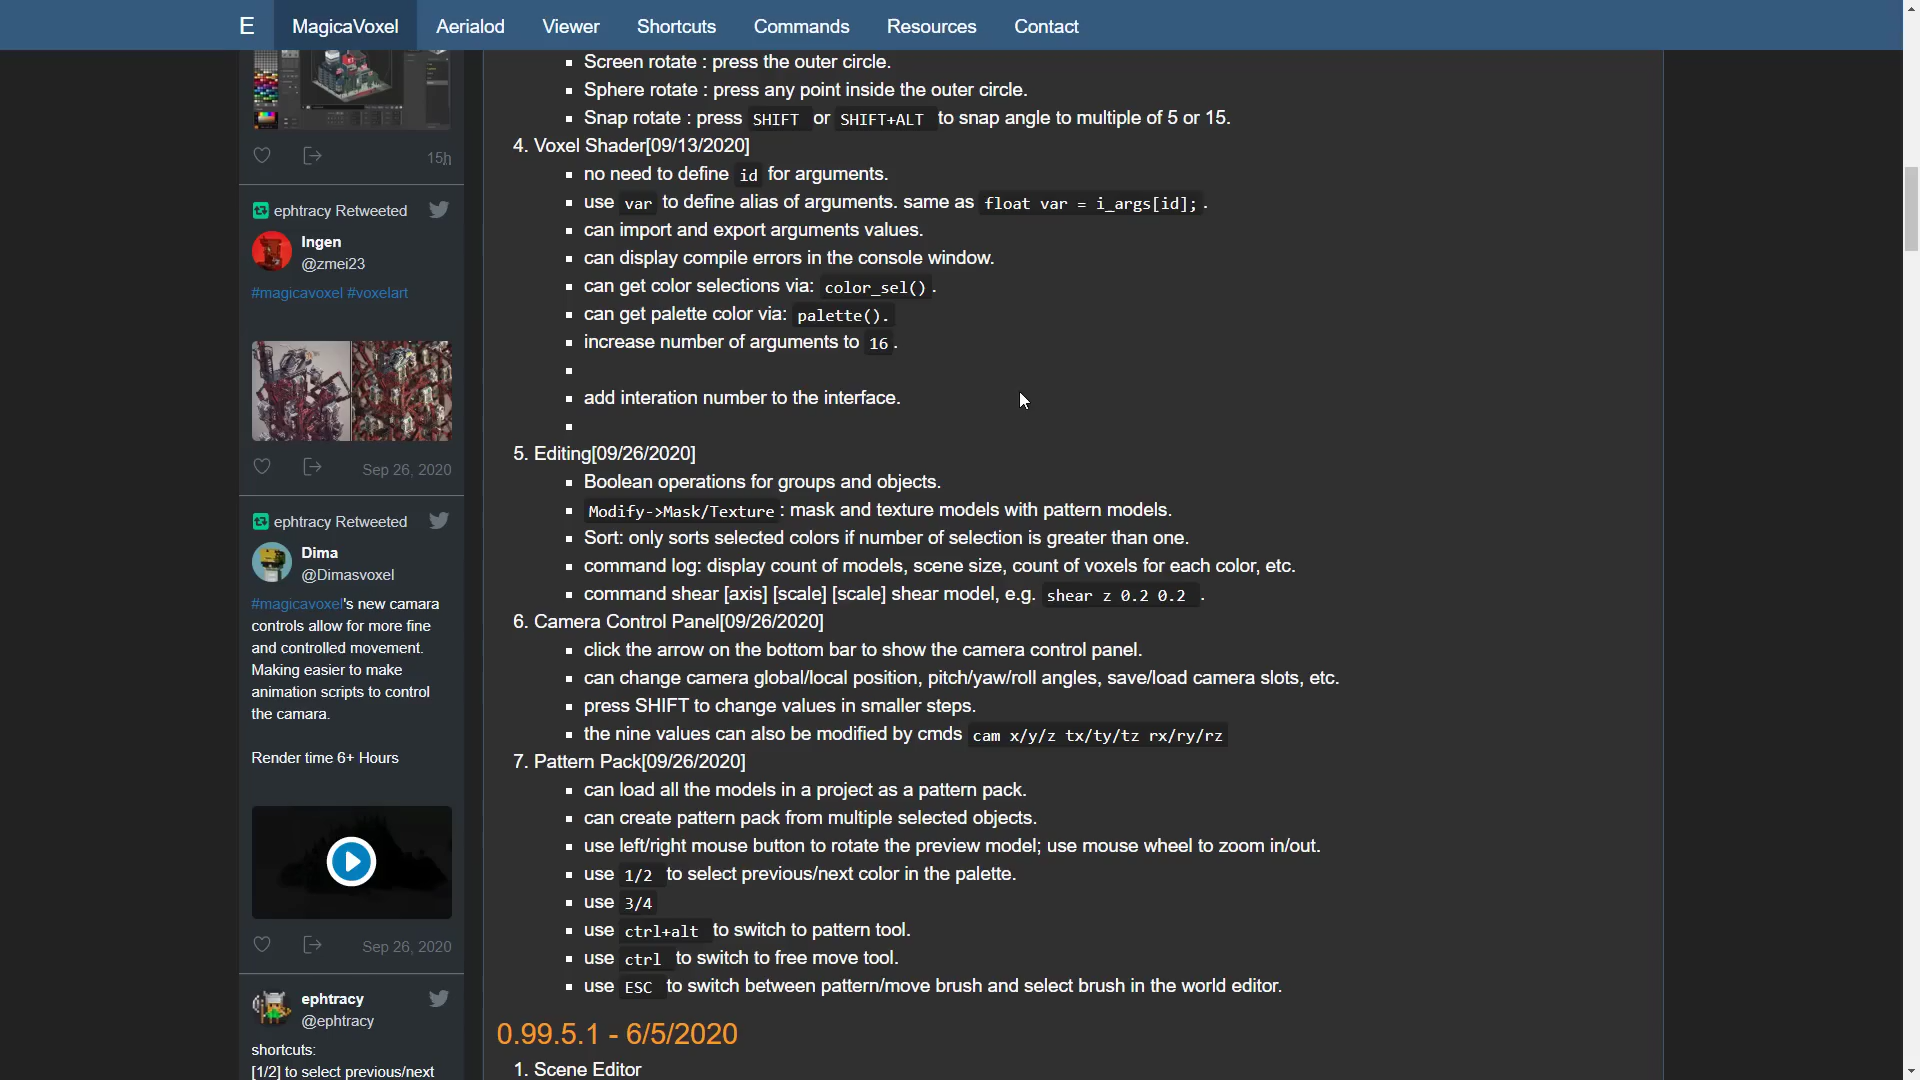 E MagicaVoxel Aerialod Viewer Shortcuts Commands Resources Contact
15h
ephtracy Retweeted
Ingen
@zmei23
#magicavoxel #voxelart
Sep 26, 2020
ephtracy Retweeted
Dima
@Dimasvoxel
#magicavoxel's new camara
controls allow for more fine
and controlled movement.
Making easier to make
animation scripts to control
the camara.
Render time 6+ Hours
Sep 26, 2020
ephtracy
@ephtracy
shortcuts:
[1/2] to select previous/next
Screen rotate : press the outer circle.
Sphere rotate : press any point inside the outer circle.
Snap rotate : press SHIFT or SHIFT+ALT to snap angle to multiple of 5 or 15.
4. Voxel Shader[09/13/2020]
no need to define id for arguments.
use var to define alias of arguments. same as float var = i_args[id]; .
can import and export arguments values.
can display compile errors in the console window.
can get color selections via: color_sel() .
can get palette color via: palette().
increase number of arguments to 16 .
add interation number to the interface.
5. Editing[09/26/2020]
Boolean operations for groups and objects.
Modify->Mask/Texture : mask and texture models with pattern models.
Sort: only sorts selected colors if number of selection is greater than one.
command log: display count of models, scene size, count of voxels for each color, etc.
command shear [axis] [scale] [scale] shear model, e.g. shear z 0.2 0.2 .
6. Camera Control Panel[09/26/2020]
click the arrow on the bottom bar to show the camera control panel.
can change camera global/local position, pitch/yaw/roll angles, save/load camera slots, etc.
press SHIFT to change values in smaller steps.
the nine values can also be modified by cmds cam x/y/z tx/ty/tz rx/ry/rz
7. Pattern Pack[09/26/2020]
can load all the models in a project as a pattern pack.
can create pattern pack from multiple selected objects.
use left/right mouse button to rotate the preview model; use mouse wheel to zoom in/out.
use 1/2 to select previous/next color in the palette.
use 3/4
use ctrl+alt to switch to pattern tool.
use ctrl to switch to free move tool.
use ESC to switch between pattern/move brush and select brush in the world editor.
0.99.5.1 - 6/5/2020
1. Scene Editor